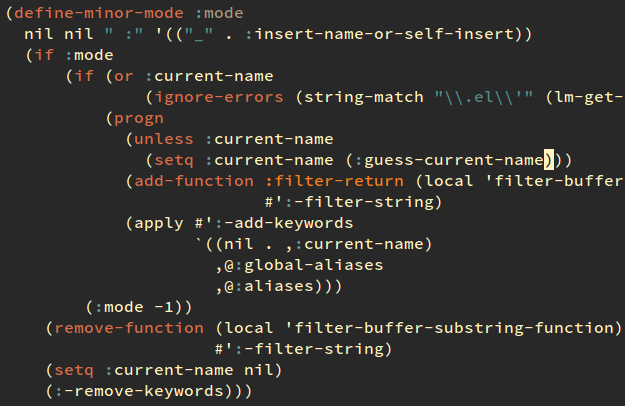 (define-minor-mode :mode
nil nil " :" '(("_" . :insert-name-or-self-insert))
(if :mode
(if (or :current-name
(ignore-errors (string-match "\\.el\\'" (lm-get-
(progn
(unless :current-name
(setq :current-name (:guess-current-name)))
(add-function :filter-return (local 'filter-buffer
#':-filter-string)
(apply #':-add-keywords
`((nil . ,:current-name)
,@:global-aliases
,@:aliases)))
(:mode -1))
(remove-function (local 'filter-buffer-substring-function)
#':-filter-string)
(setq :current-name nil)
(:-remove-keywords)))